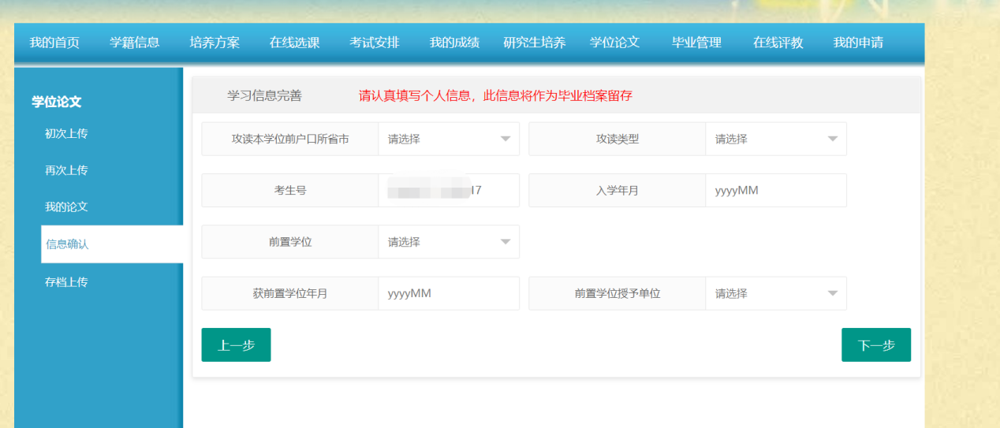 我的首页 学籍信息 培养方案 在线选课 考试安排 我的成绩 研究生培养 学位论文 毕业管理 在线评教 我的申请
学位论文
初次上传
再次上传
我的论文
信息确认
存档上传
学习信息完善 请认真填写个人信息，此信息将作为毕业档案留存
攻读本学位前户口所省市 请选择 攻读类型 请选择
考生号 17 入学年月 yyyyMM
前置学位 请选择
获前置学位年月 yyyyMM 前置学位授予单位 请选择
上一步 下一步